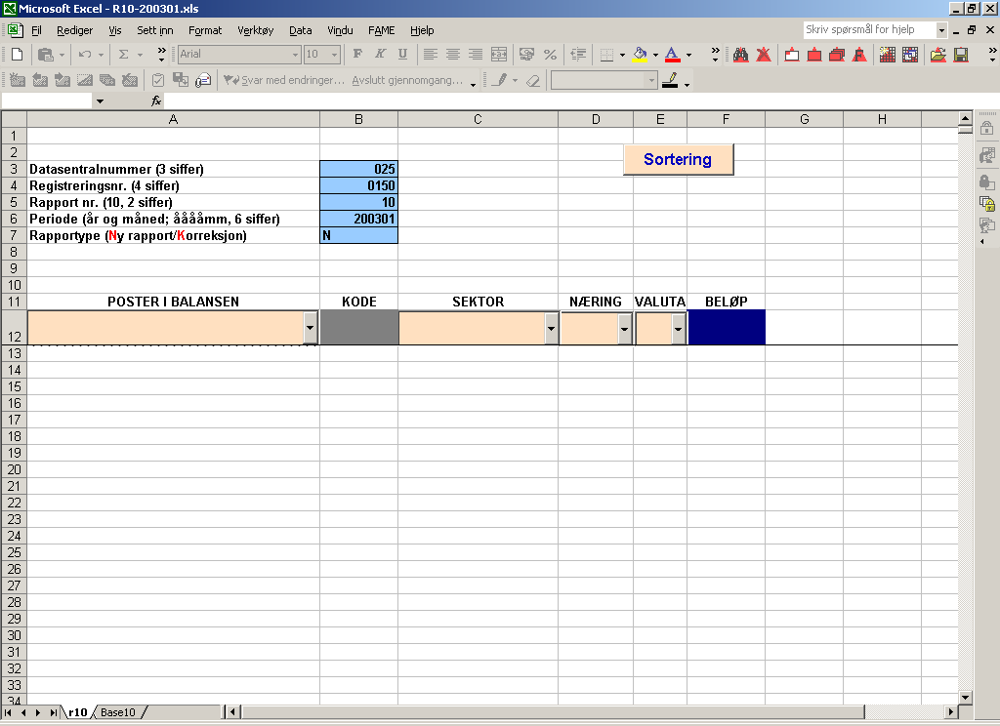 Microsoft Excel - R10-200301.xls
Fil Rediger Vis Sett inn Format Verktøy Data Vindu FAME Hjelp Skriv spørsmål for hjelp
Arial 10 F K U
Svar med endringer... Avslutt gjennomgang...
fx
A B C D E F G H
1
2
Sortering
3 Datasentralnummer (3 siffer) 025
4 Registreringsnr. (4 siffer) 0150
5 Rapport nr. (10, 2 siffer) 10
6 Periode (år og måned; ååååmm, 6 siffer) 200301
7 Rapportype (Ny rapport/Korreksjon) N
8
9
10
11 POSTER I BALANSEN KODE SEKTOR NÆRING VALUTA BELØP
12
13
14
15
16
17
18
19
20
21
22
23
24
25
26
27
28
29
30
31
32
33
34
r10 Base10